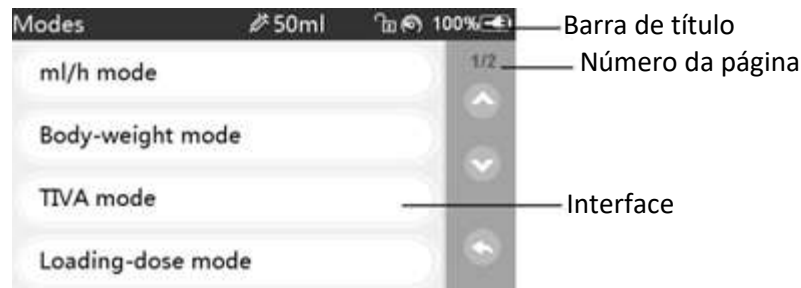 Modes 50ml 100% Barra de título
ml/h mode 1/2 Número da página
Body-weight mode
TIVA mode Interface
Loading-dose mode